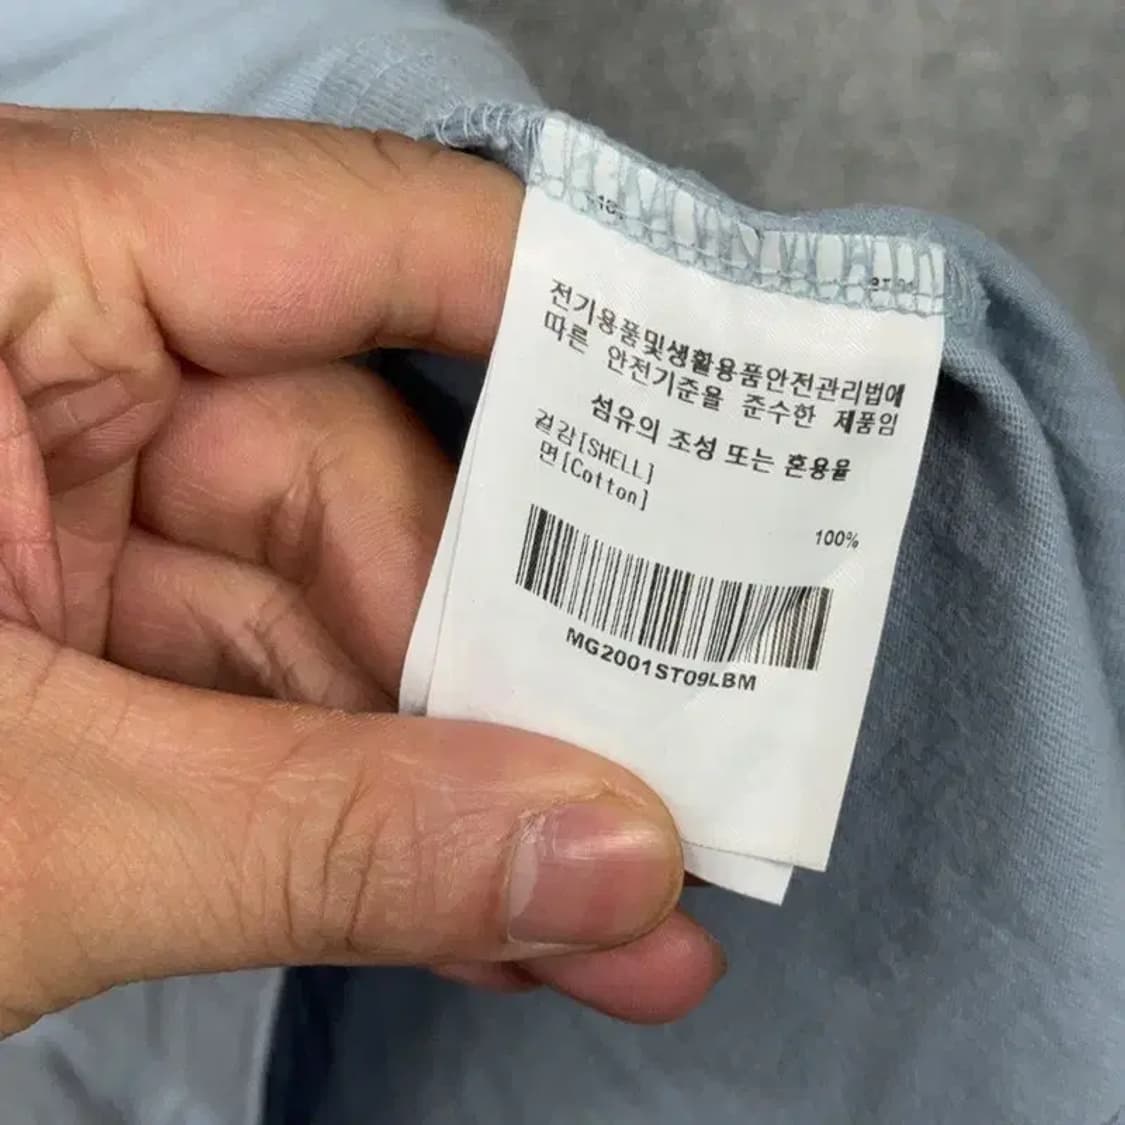 전기용품및생활용품안전관리법에
따른 안전기준을 준수한 제품임
섬유의 조성 또는 혼용율
겉감[SHELL]
면[Cotton]
100%
MG2001ST09LBM